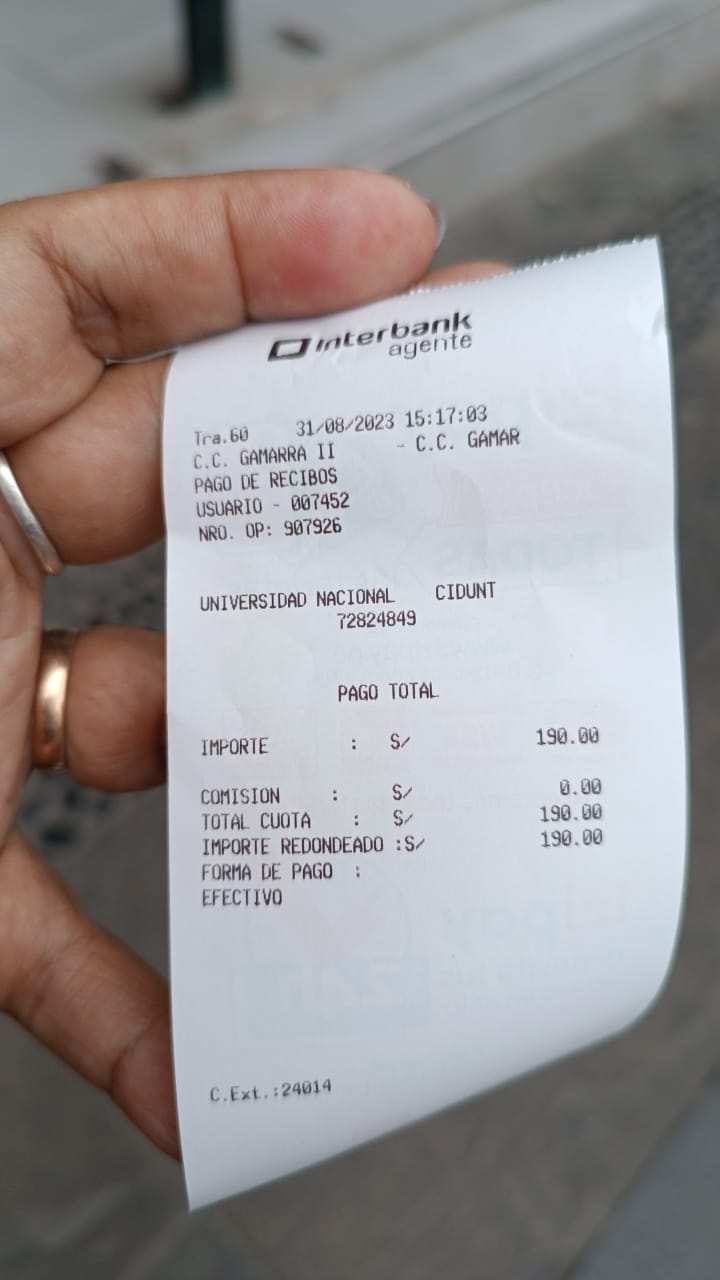 interbank
agente
Tra.60 31/08/2023 15:17:03
C.C. GAMARRA II - C.C. GAMAR
PAGO DE RECIBOS
USUARIO - 007452
NRO. OP: 907926
UNIVERSIDAD NACIONAL CIDUNT
72824849
PAGO TOTAL
IMPORTE : S/ 190.00
COMISION : S/ 0.00
TOTAL CUOTA : S/ 190.00
IMPORTE REDONDEADO :S/ 190.00
FORMA DE PAGO :
EFECTIVO
C.Ext.:24014